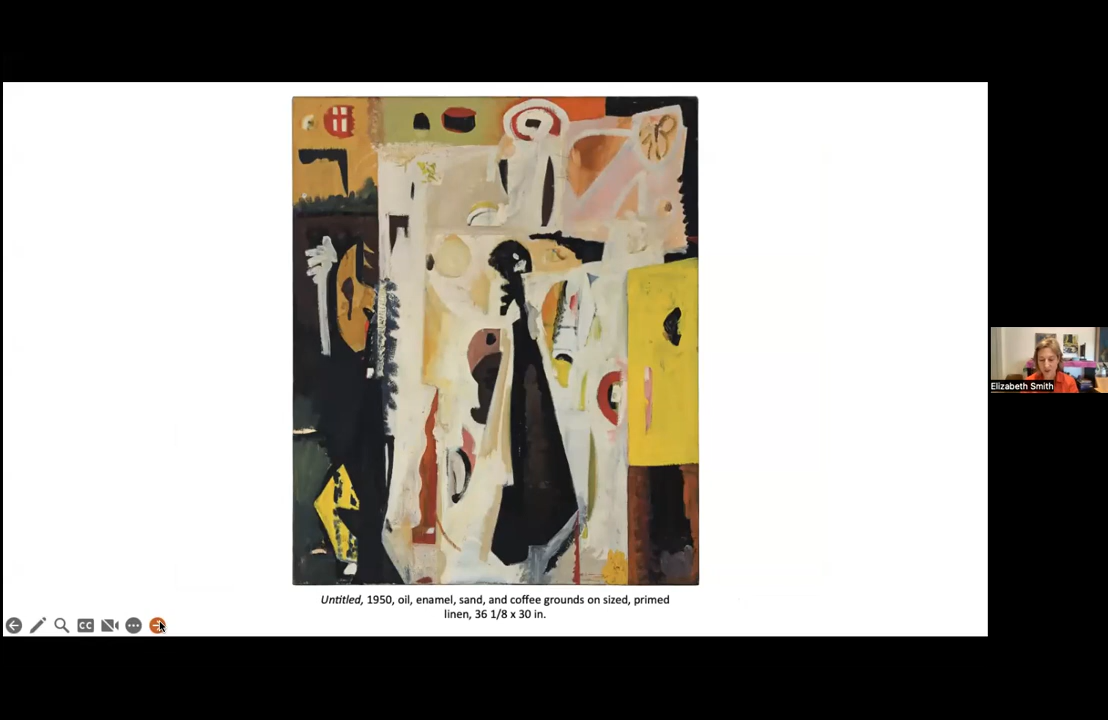 Untitled, 1950, oil, enamel, sand, and coffee grounds on sized, primed
linen, 36 1/8 x 30 in.
CC
Elizabeth Smith